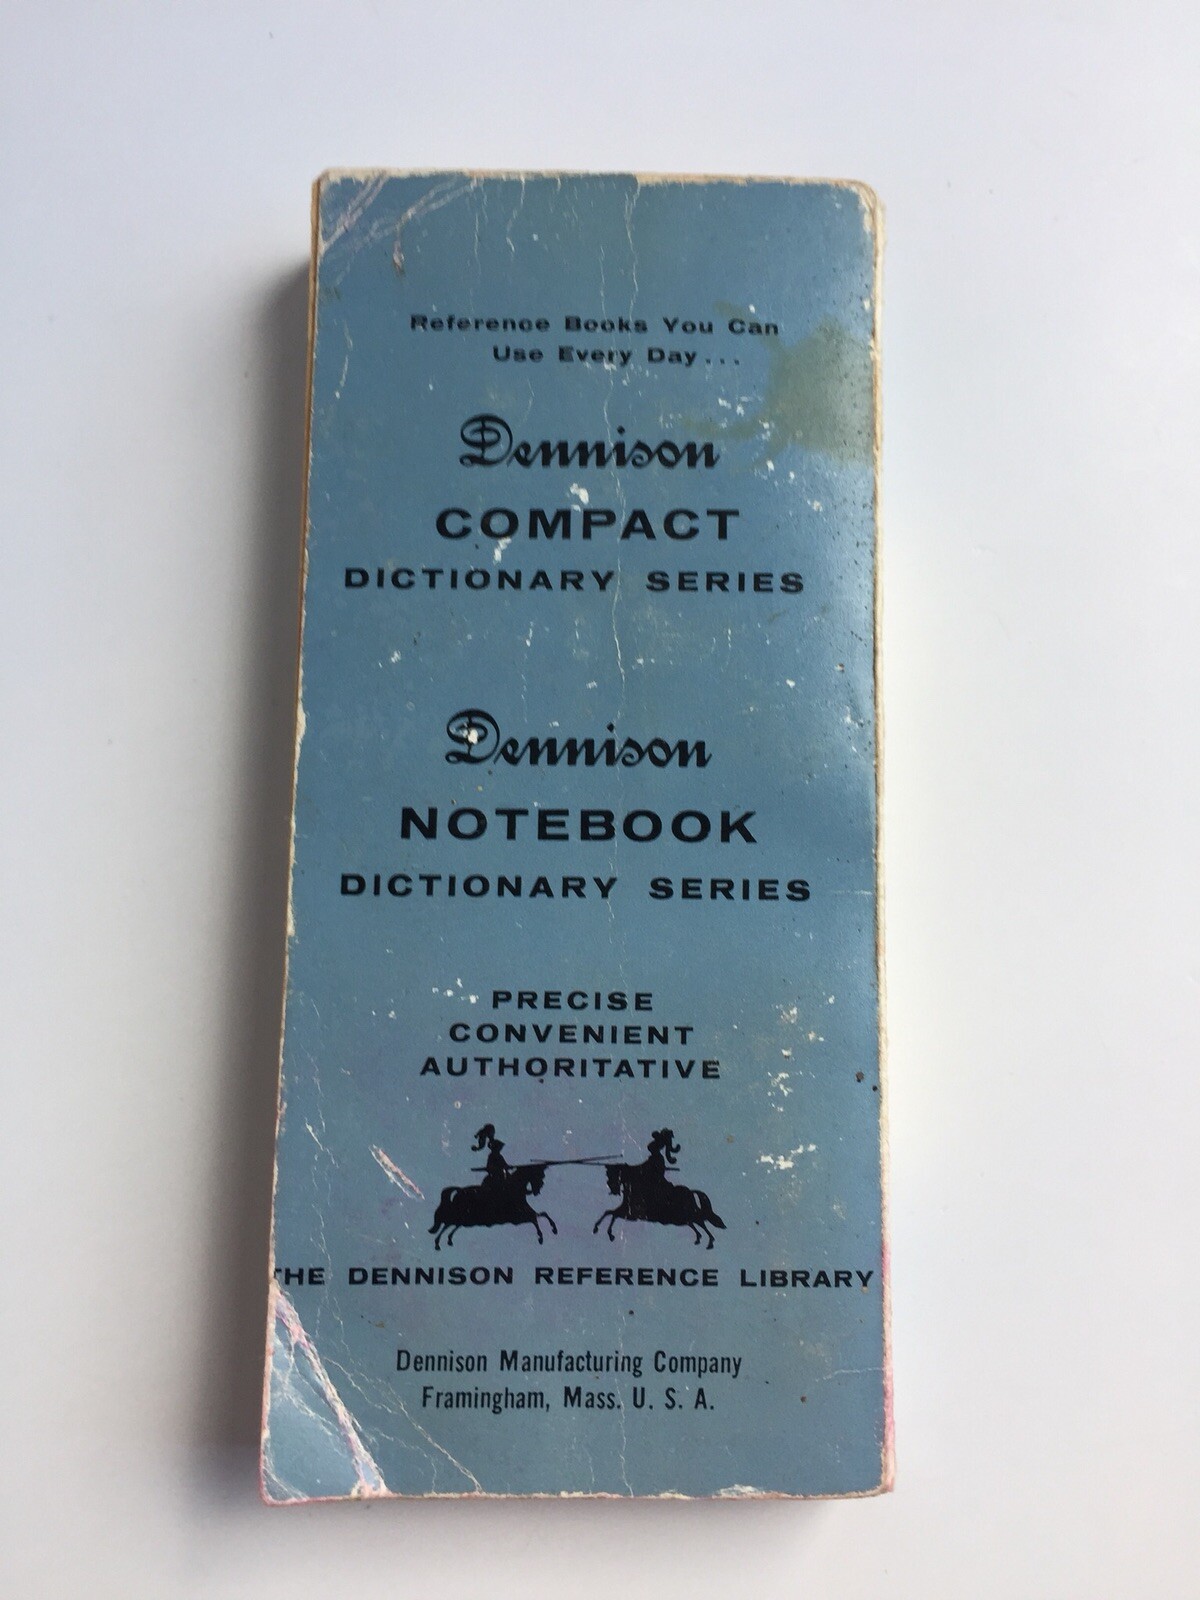 Reference Books You Can
Use Every Day...
Dennison
COMPACT
DICTIONARY SERIES
Dennison
NOTEBOOK
DICTIONARY SERIES
PRECISE
CONVENIENT
AUTHORITATIVE
THE DENNISON REFERENCE LIBRARY
Dennison Manufacturing Company
Framingham, Mass. U. S. A.